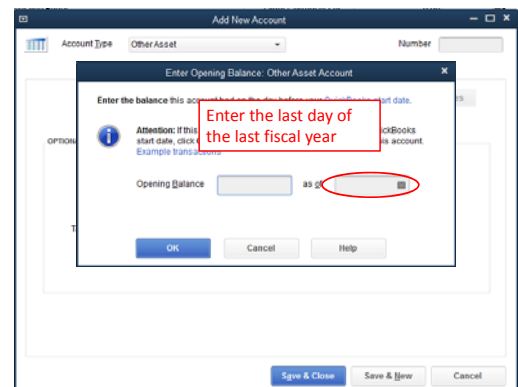 Add New Account
Account Type Other Asset Number
Enter Opening Balance: Other Asset Account
Enter the balance this account had on the day before your QuickBooks start date.
Enter the last day of
the last fiscal year
Attention: If this
QuickBooks
start date, click
this account.
Example transactions
OPTION
Opening Balance as of
OK Cancel Help
Save & Close Save & New Cancel